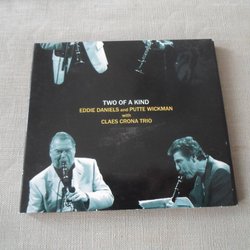 TWO OF A KIND
EDDIE DANIELS and PUTTE WICKMAN
with
CLAES CRONA TRIO